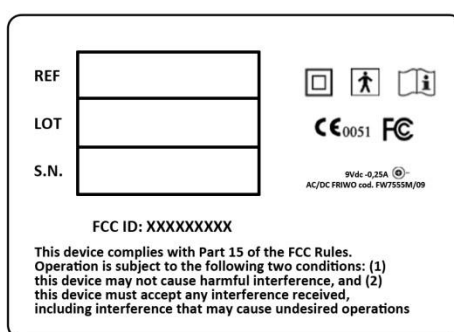 REF
LOT
S.N.
CE 0051 FC
9Vdc -0,25A
AC/DC FRIWO cod. FW7555M/09
FCC ID: XXXXXXXXX
This device complies with Part 15 of the FCC Rules.
Operation is subject to the following two conditions: (1)
this device may not cause harmful interference, and (2)
this device must accept any interference received,
including interference that may cause undesired operations